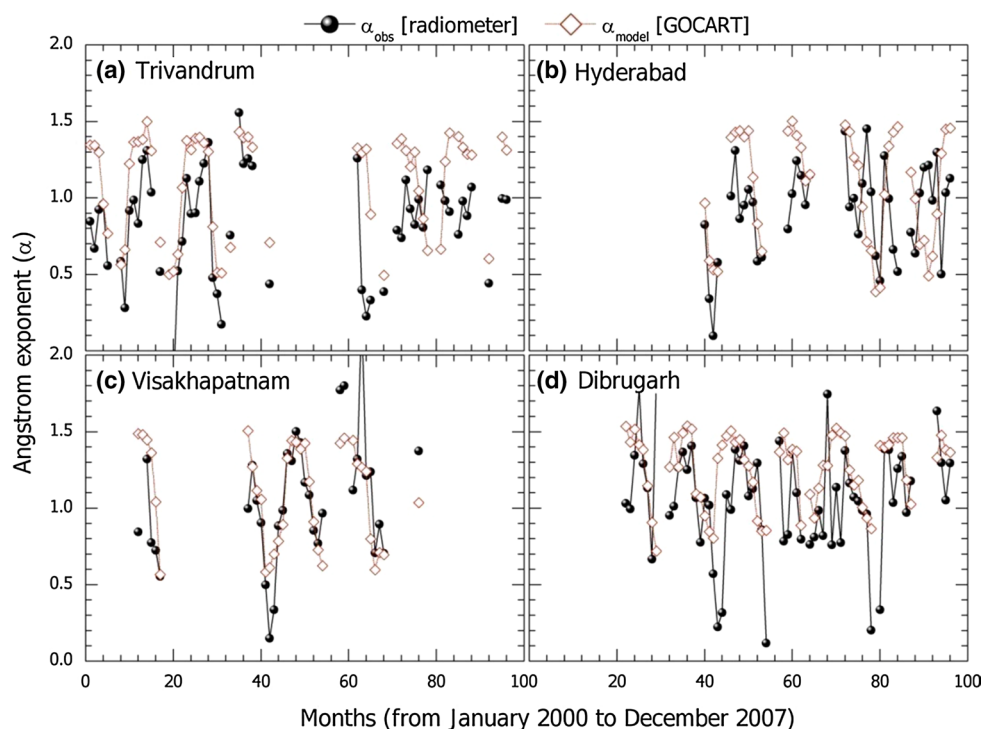 α_obs [radiometer] α_model [GOCART]
(a) Trivandrum
(b) Hyderabad
2.0
1.5
1.0
0.5
2.0
(c) Visakhapatnam
(d) Dibrugarh
1.5
1.0
0.5
0.0
0 20 40 60 80 100
0 20 40 60 80 100
Angstrom exponent (α)
Months (from January 2000 to December 2007)